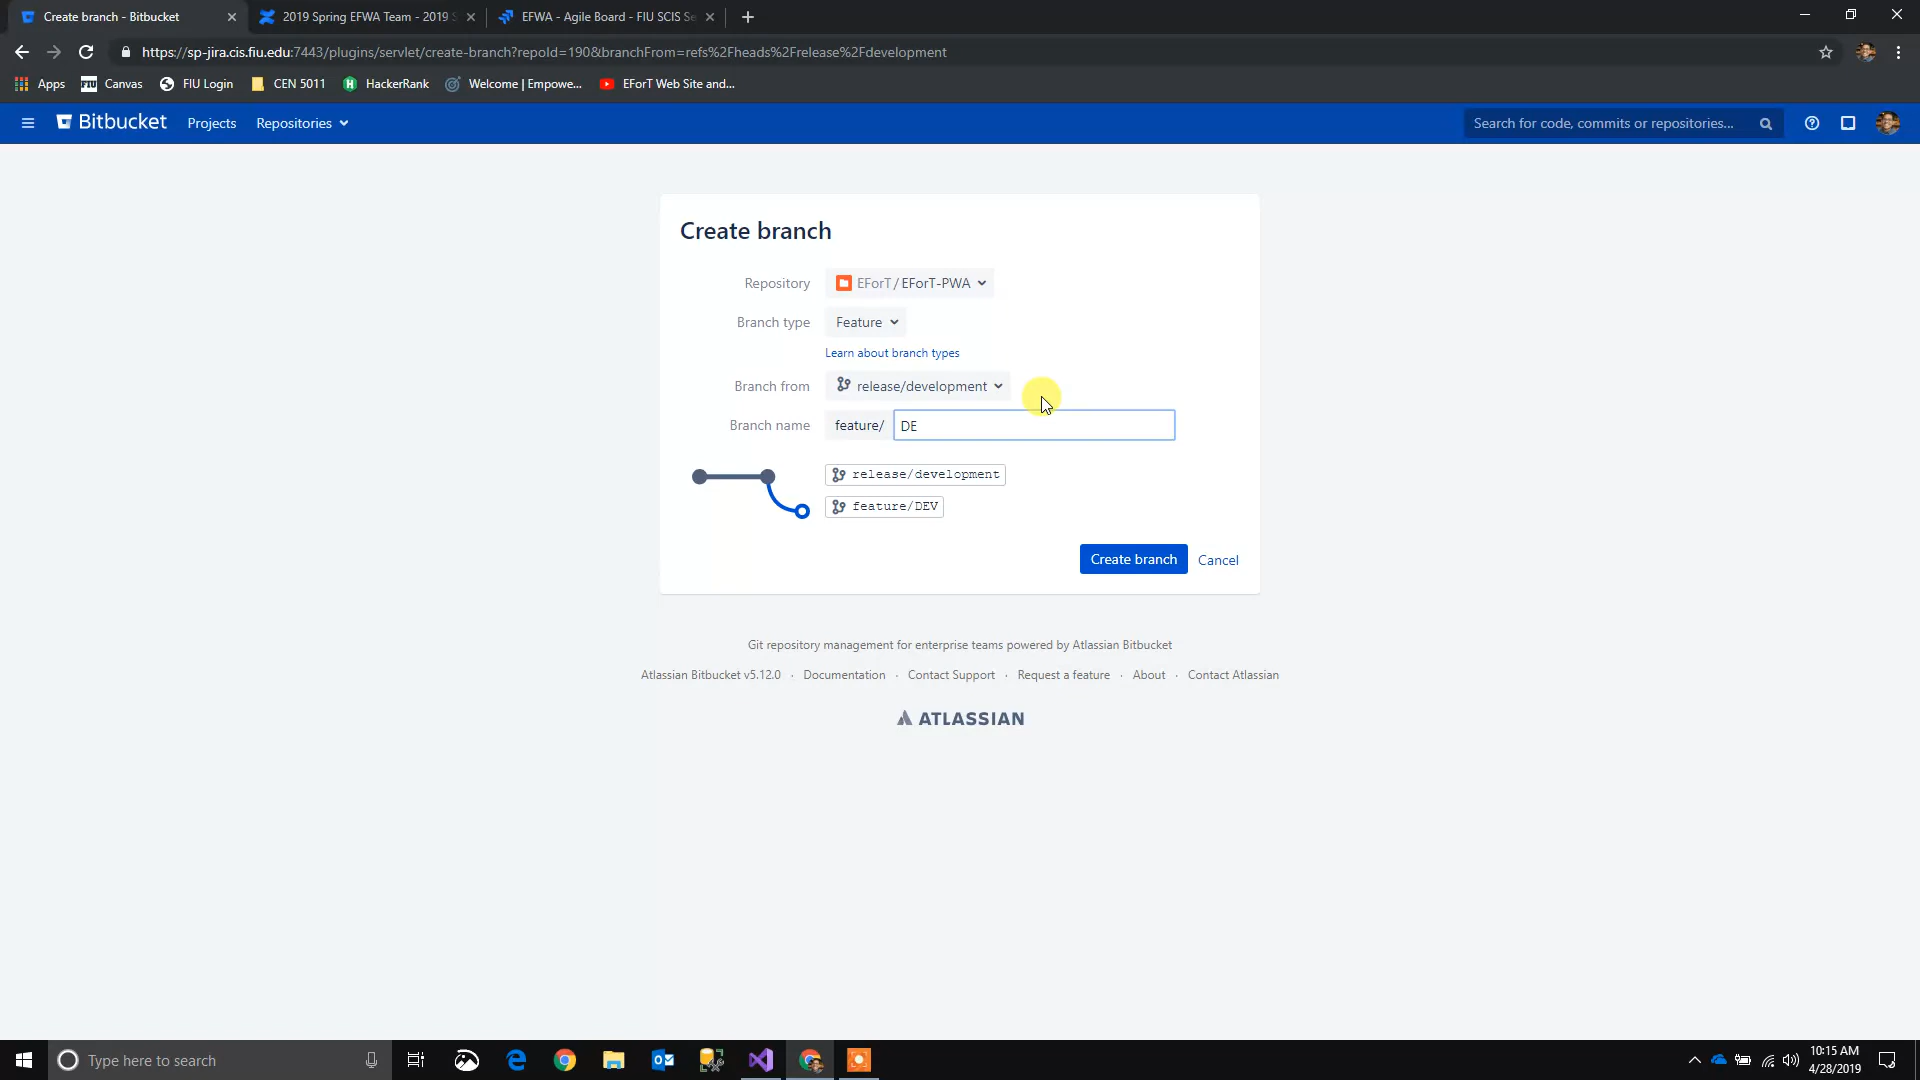 Create branch - Bitbucket
2019 Spring EFWA Team - 2019 S
EFWA - Agile Board - FIU SCIS Se
https://sp-jira.cis.fiu.edu:7443/plugins/servlet/create-branch?repoId=190&branchFrom=refs%2Fheads%2Frelease%2Fdevelopment
Apps
FIU Canvas
FIU Login
CEN 5011
HackerRank
Welcome | Empowe...
EForT Web Site and...
Bitbucket
Projects
Repositories
Search for code, commits or repositories...
Create branch
Repository EForT / EForT-PWA
Branch type Feature
Learn about branch types
Branch from release/development
Branch name feature/ DE
release/development
feature/DEV
Create branch Cancel
Git repository management for enterprise teams powered by Atlassian Bitbucket
Atlassian Bitbucket v5.12.0 · Documentation · Contact Support · Request a feature · About · Contact Atlassian
ATLASSIAN
Type here to search
10:15 AM
4/28/2019